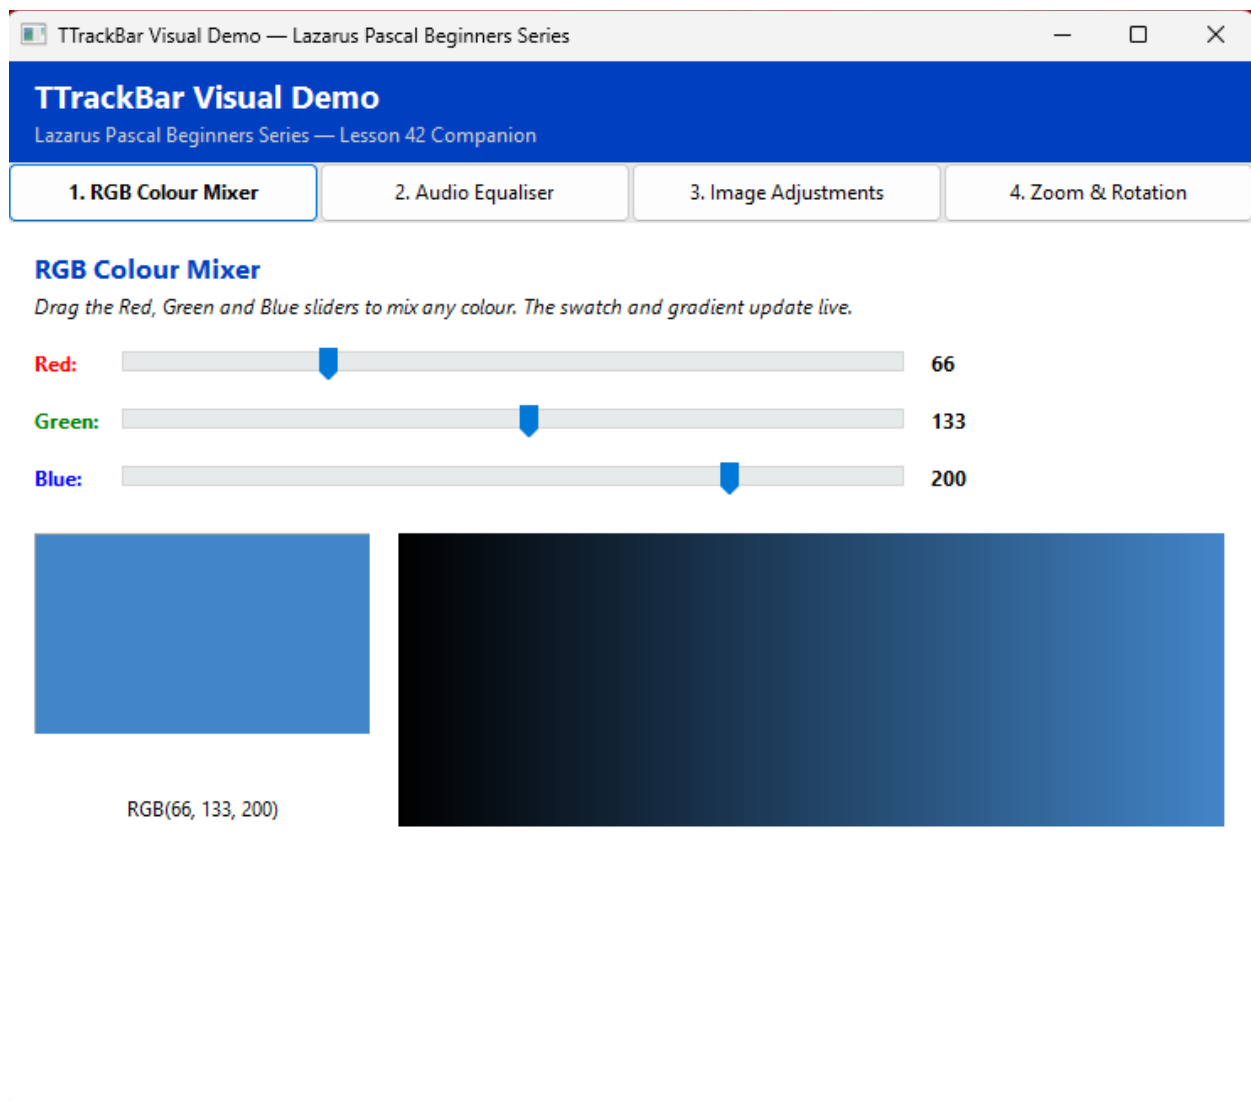 TTrackBar Visual Demo — Lazarus Pascal Beginners Series
TTrackBar Visual Demo
Lazarus Pascal Beginners Series — Lesson 42 Companion
1. RGB Colour Mixer
2. Audio Equaliser
3. Image Adjustments
4. Zoom & Rotation
RGB Colour Mixer
Drag the Red, Green and Blue sliders to mix any colour. The swatch and gradient update live.
Red: 66
Green: 133
Blue: 200
RGB(66, 133, 200)